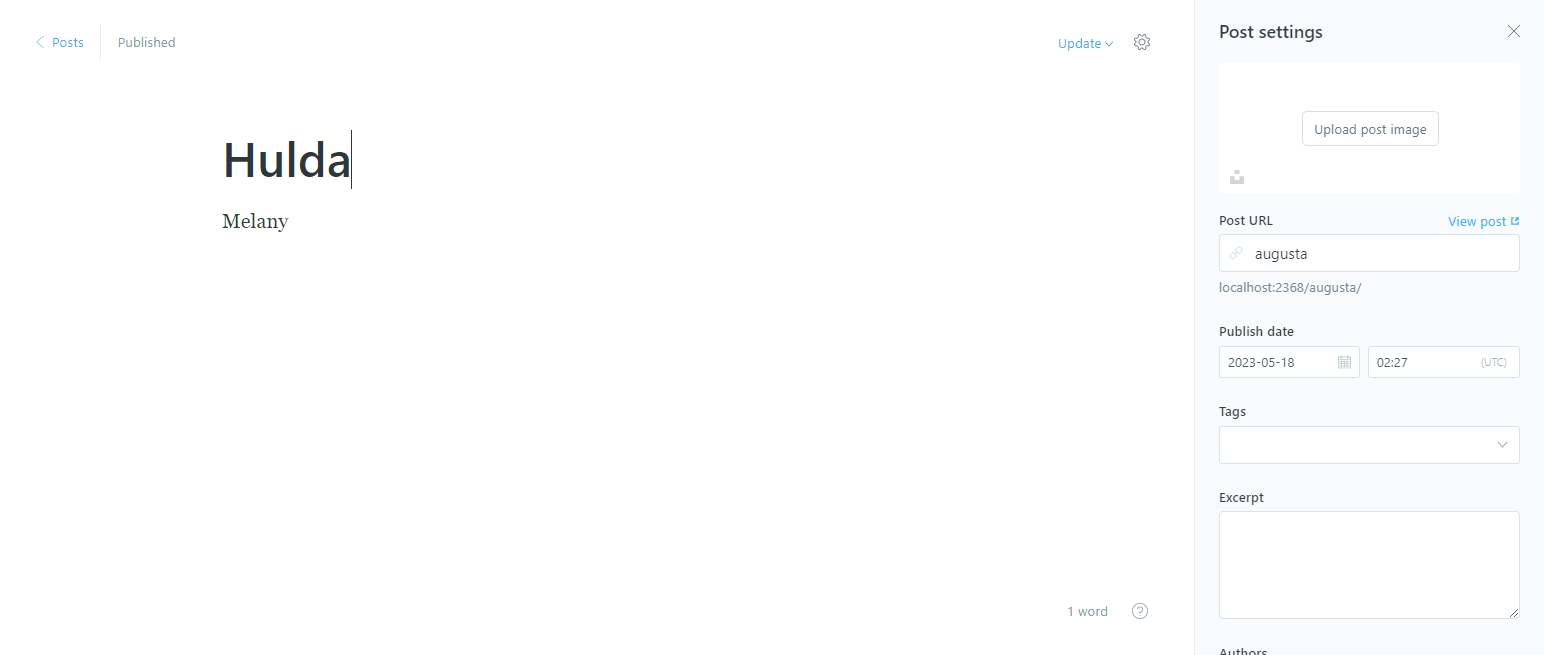 Posts
Published
Update
Hulda
Melany
1 word
Post settings
Upload post image
Post URL
View post
augusta
localhost:2368/augusta/
Publish date
2023-05-18
02:27
(UTC)
Tags
Excerpt
Authors